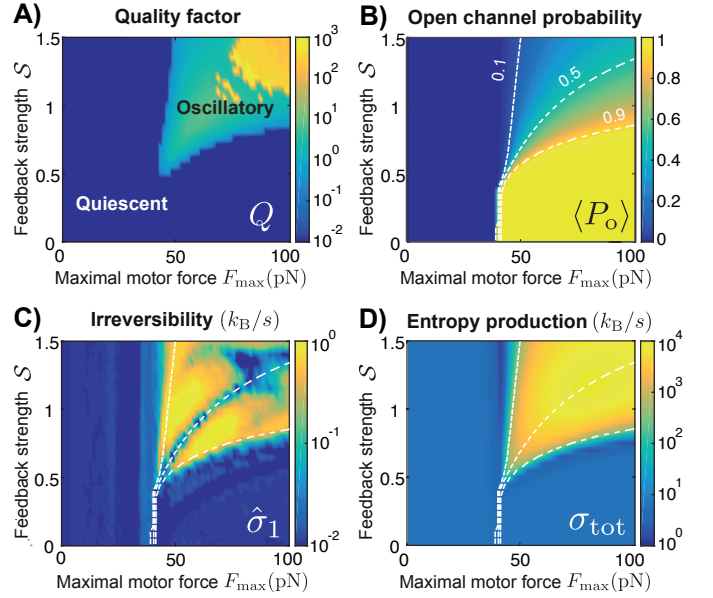 A) Quality factor
Feedback strength 𝒮
1.5
1
0.5
0
Oscillatory
Quiescent
Q
0 50 100
Maximal motor force F_max(pN)
10^3
10^2
10^1
10^0
10^-1
10^-2
B) Open channel probability
Feedback strength 𝒮
1.5
1
0.5
0
0.1
0.5
0.9
⟨P_o⟩
0 50 100
Maximal motor force F_max(pN)
1
0.8
0.6
0.4
0.2
0
C) Irreversibility (k_B/s)
Feedback strength 𝒮
1.5
1
0.5
0
σ̂_1
0 50 100
Maximal motor force F_max(pN)
10^0
10^-1
10^-2
D) Entropy production (k_B/s)
Feedback strength 𝒮
1.5
1
0.5
0
σ_tot
0 50 100
Maximal motor force F_max(pN)
10^4
10^3
10^2
10^1
10^0